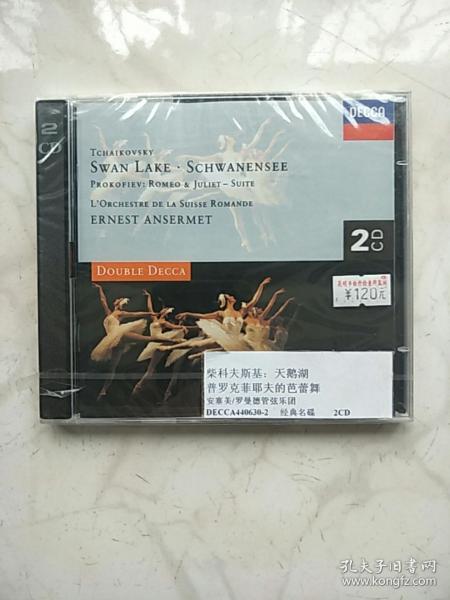 2
CD
DECCA
TCHAIKOVSKY
SWAN LAKE · SCHWANENSEE
PROKOFIEV: ROMEO & JULIET – SUITE
L'ORCHESTRE DE LA SUISSE ROMANDE
ERNEST ANSERMET
2CD
¥120元
DOUBLE DECCA
柴科夫斯基：天鹅湖
普罗克菲耶夫的芭蕾舞
安塞美/罗曼德管弦乐团
DECCA440630-2 经典名碟 2CD
孔夫子旧书网
www.kongfz.com